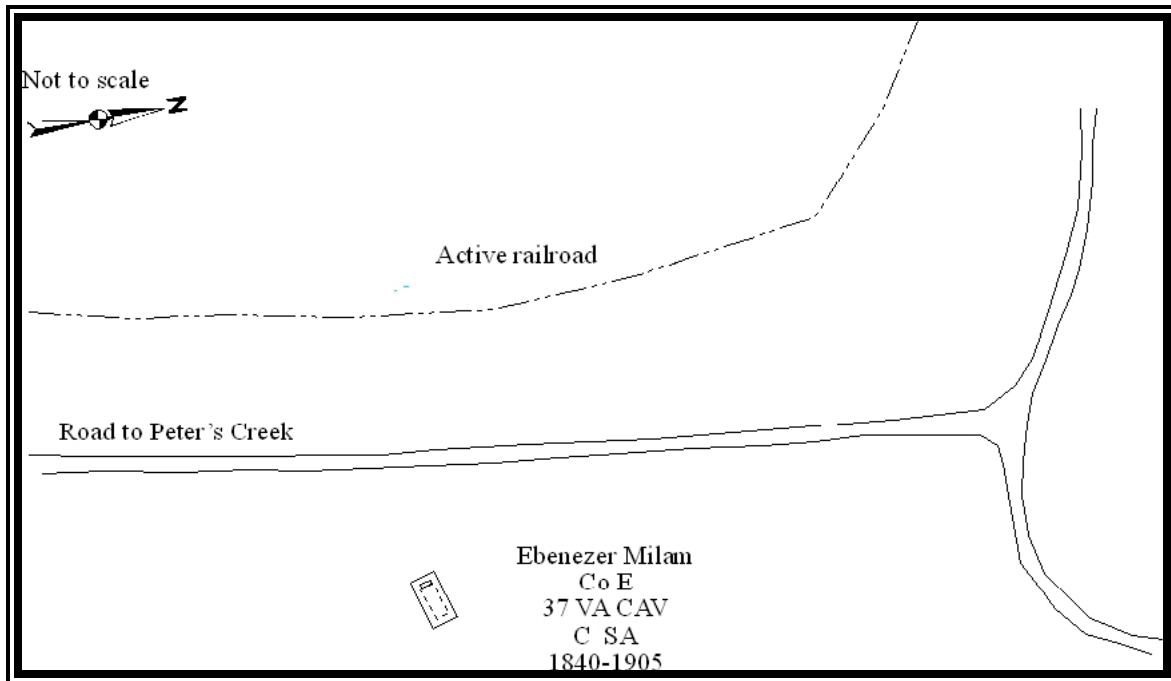 Not to scale
N
Active railroad
Road to Peter's Creek
Ebenezer Milam
Co E
37 VA CAV
C SA
1840-1905